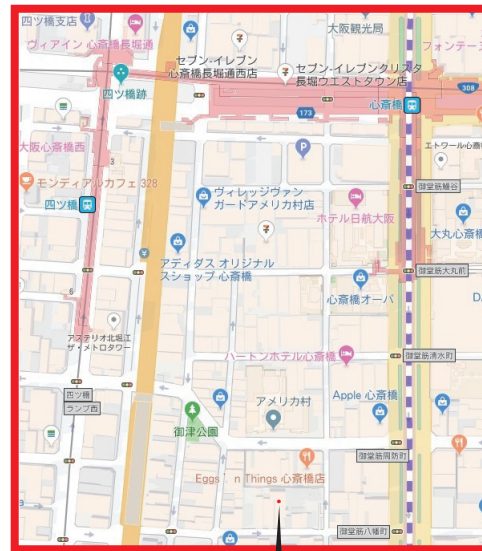 四ツ橋支店
ヴィアイン 心斎橋長堀通
大阪観光局
フォンテーヌ
セブン-イレブン
心斎橋長堀通西店
セブン-イレブンクリスタ
長堀ウエストタウン店
四ツ橋跡
308
173
心斎橋
大阪心斎橋西
3
P
エトワール心斎
モンディアルカフェ 328
四ツ橋
御堂筋鰻谷
ヴィレッジヴァン
ガードアメリカ村店
ホテル日航大阪
大丸心斎橋
アディダス オリジナル
スショップ 心斎橋
御堂筋大丸前
6
心斎橋オーパ
Da
アステリオ北堀江
ザ・メトロタワー
ハートンホテル心斎橋
御堂筋清水町
四ツ橋
ランプ西
アメリカ村
Apple 心斎橋
御津公園
御堂筋周防町
Eggs 'n Things 心斎橋店
御堂筋八幡町